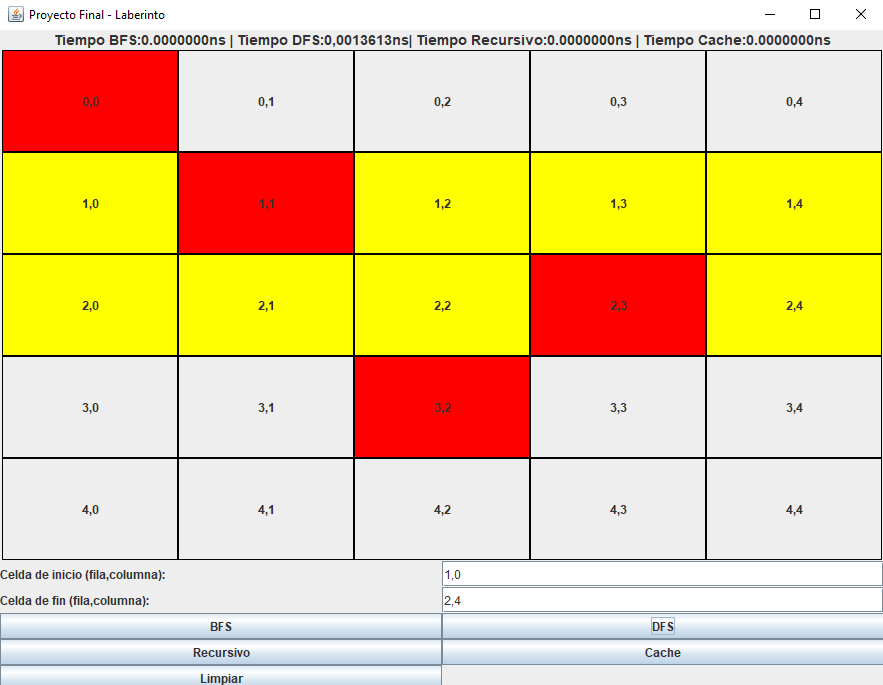 Proyecto Final - Laberinto
Tiempo BFS:0.0000000ns | Tiempo DFS:0,0013613ns| Tiempo Recursivo:0.0000000ns | Tiempo Cache:0.0000000ns
0,0 0,1 0,2 0,3 0,4
1,0 1,1 1,2 1,3 1,4
2,0 2,1 2,2 2,3 2,4
3,0 3,1 3,2 3,3 3,4
4,0 4,1 4,2 4,3 4,4
Celda de inicio (fila,columna): 1,0
Celda de fin (fila,columna): 2,4
BFS DFS
Recursivo Cache
Limpiar